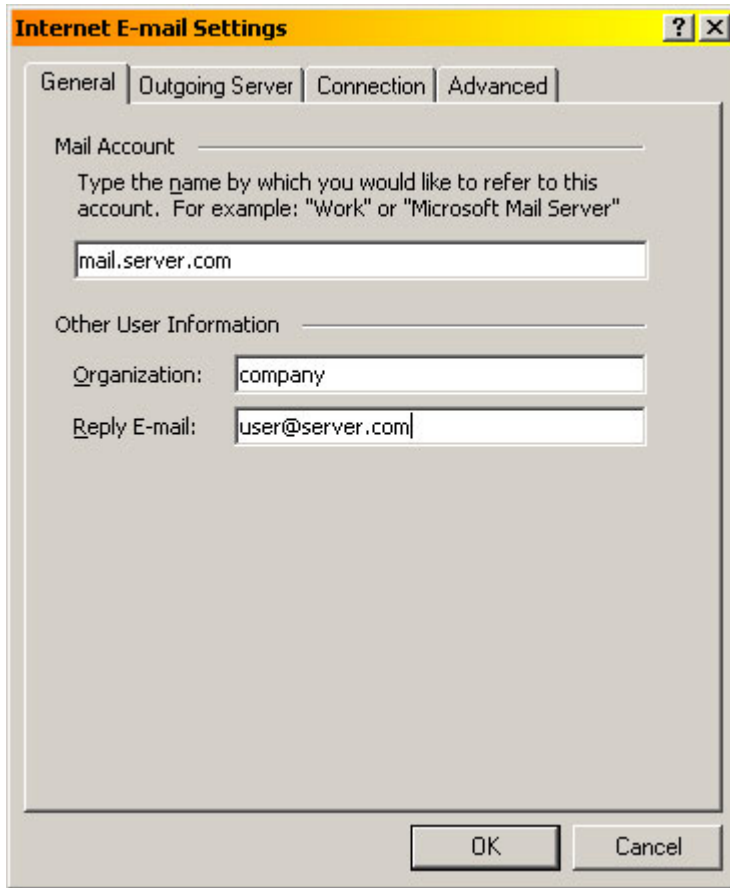 Internet E-mail Settings
General Outgoing Server Connection Advanced
Mail Account
Type the name by which you would like to refer to this
account. For example: "Work" or "Microsoft Mail Server"
mail.server.com
Other User Information
Organization: company
Reply E-mail: user@server.com
OK Cancel